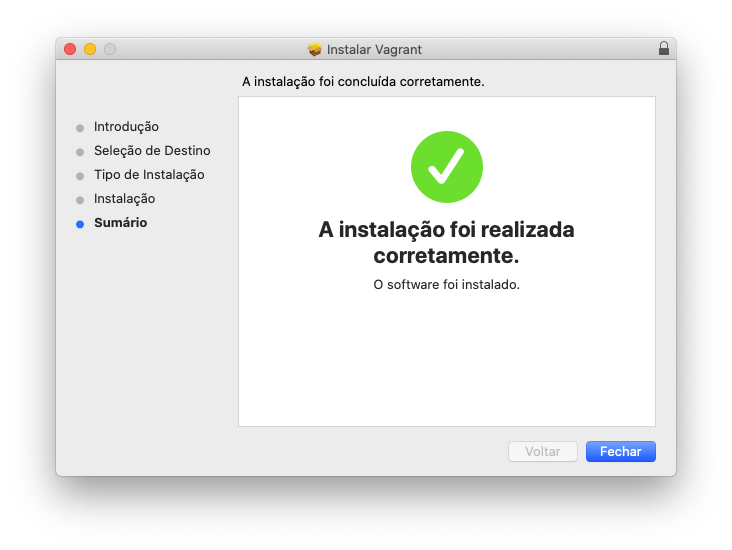 Instalar Vagrant
A instalação foi concluída corretamente.
Introdução
Seleção de Destino
Tipo de Instalação
Instalação
Sumário
A instalação foi realizada
corretamente.
O software foi instalado.
Voltar
Fechar